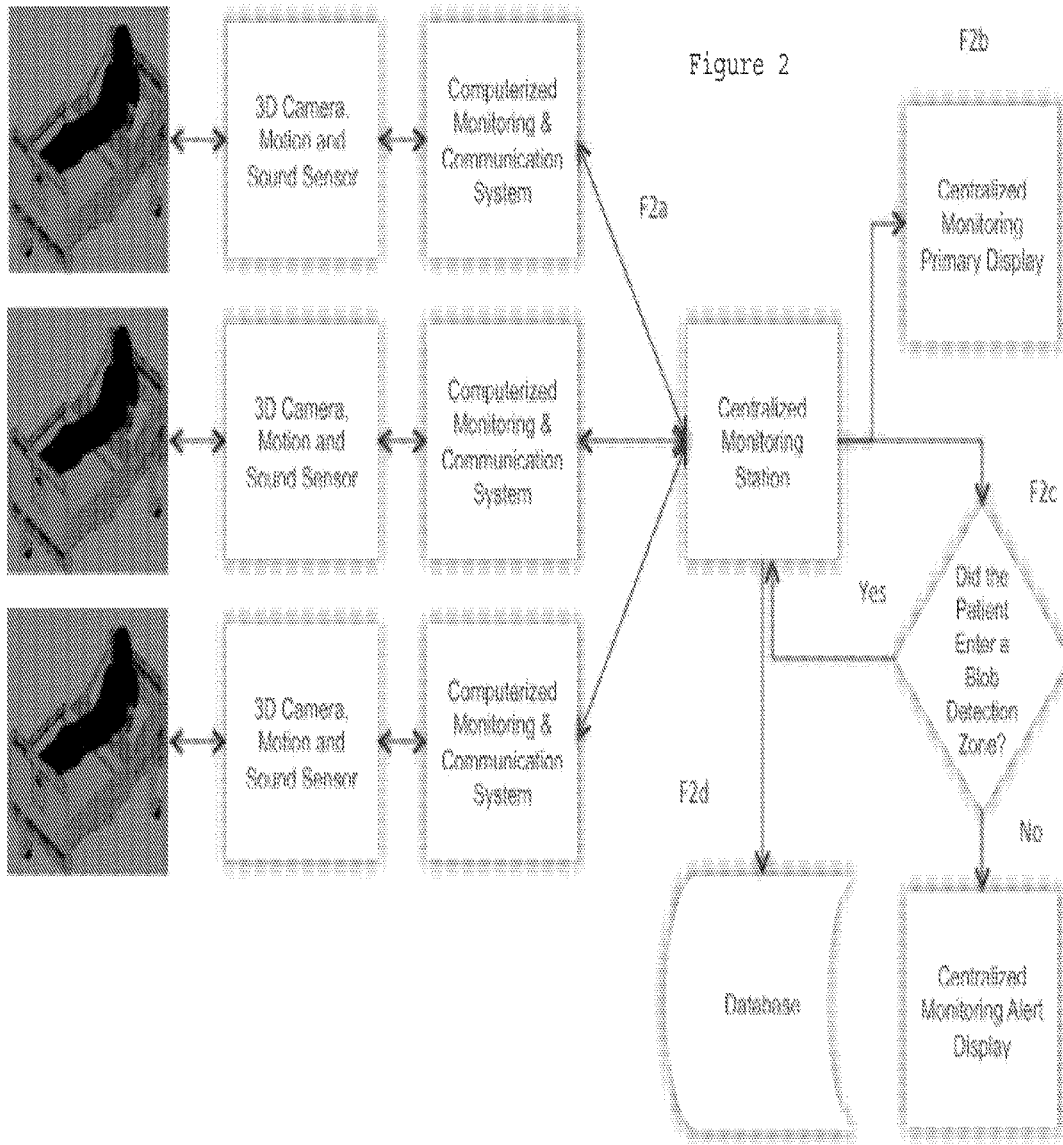 Figure 2
F2b
3D Camera,
Motion and
Sound Sensor
Computerized
Monitoring &
Communication
System
F2a
Centralized
Monitoring
Primary Display
3D Camera,
Motion and
Sound Sensor
Computerized
Monitoring &
Communication
System
Centralized
Monitoring
Station
F2c
Yes
Did the
Patient
Enter a
Blob
Detection
Zone?
3D Camera,
Motion and
Sound Sensor
Computerized
Monitoring &
Communication
System
F2d
No
Database
Centralized
Monitoring Alert
Display